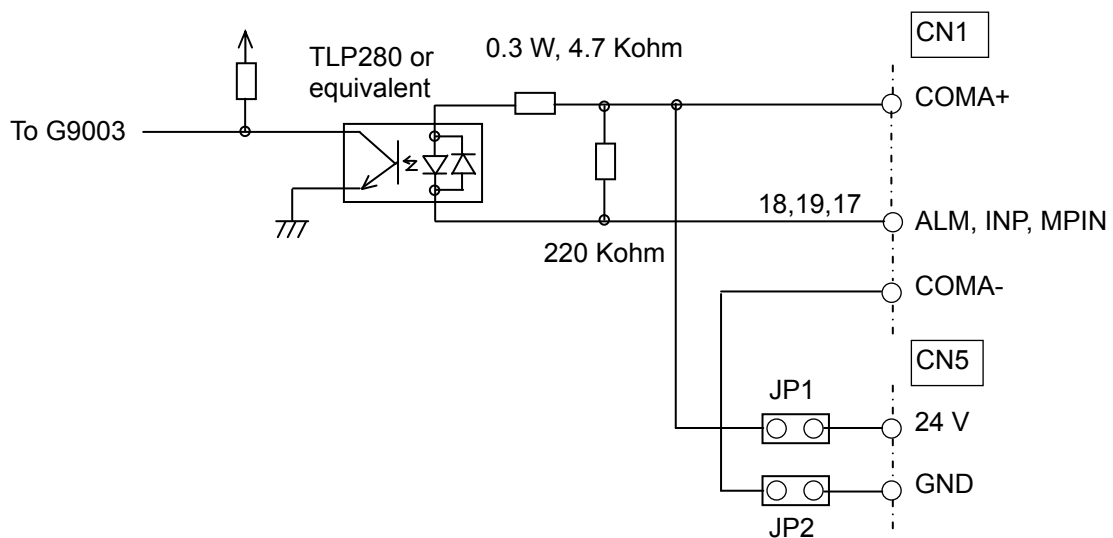 CN1
0.3 W, 4.7 Kohm
TLP280 or
equivalent
COMA+
To G9003
18,19,17
ALM, INP, MPIN
220 Kohm
COMA-
CN5
JP1
24 V
GND
JP2